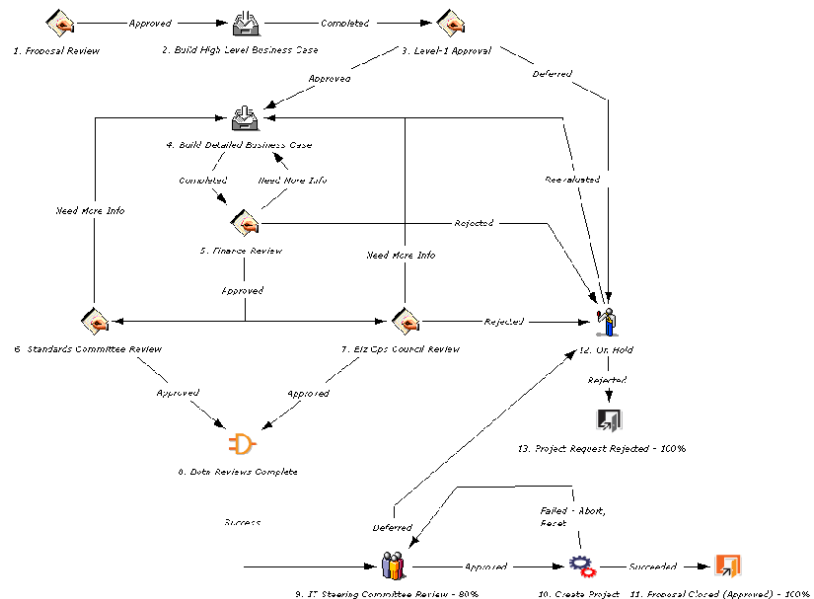 Approved
Completed
1. Proposal Review
2. Build High Level Business Case
3. Level-1 Approval
Approved
Deferred
4. Build Detailed Business Case
Completed
Need More Info
Reevaluated
Need More Info
Rejected
5. Finance Review
Need More Info
Approved
Rejected
6. Standards Committee Review
7. Biz Ops Council Review
12. On Hold
Rejected
Approved
Approved
13. Project Request Rejected - 100%
8. Both Reviews Complete
Success
Deferred
Failed - Abort,
Reset
Approved
Succeeded
9. IT Steering Committee Review - 80%
10. Create Project
11. Proposal Closed (Approved) - 100%